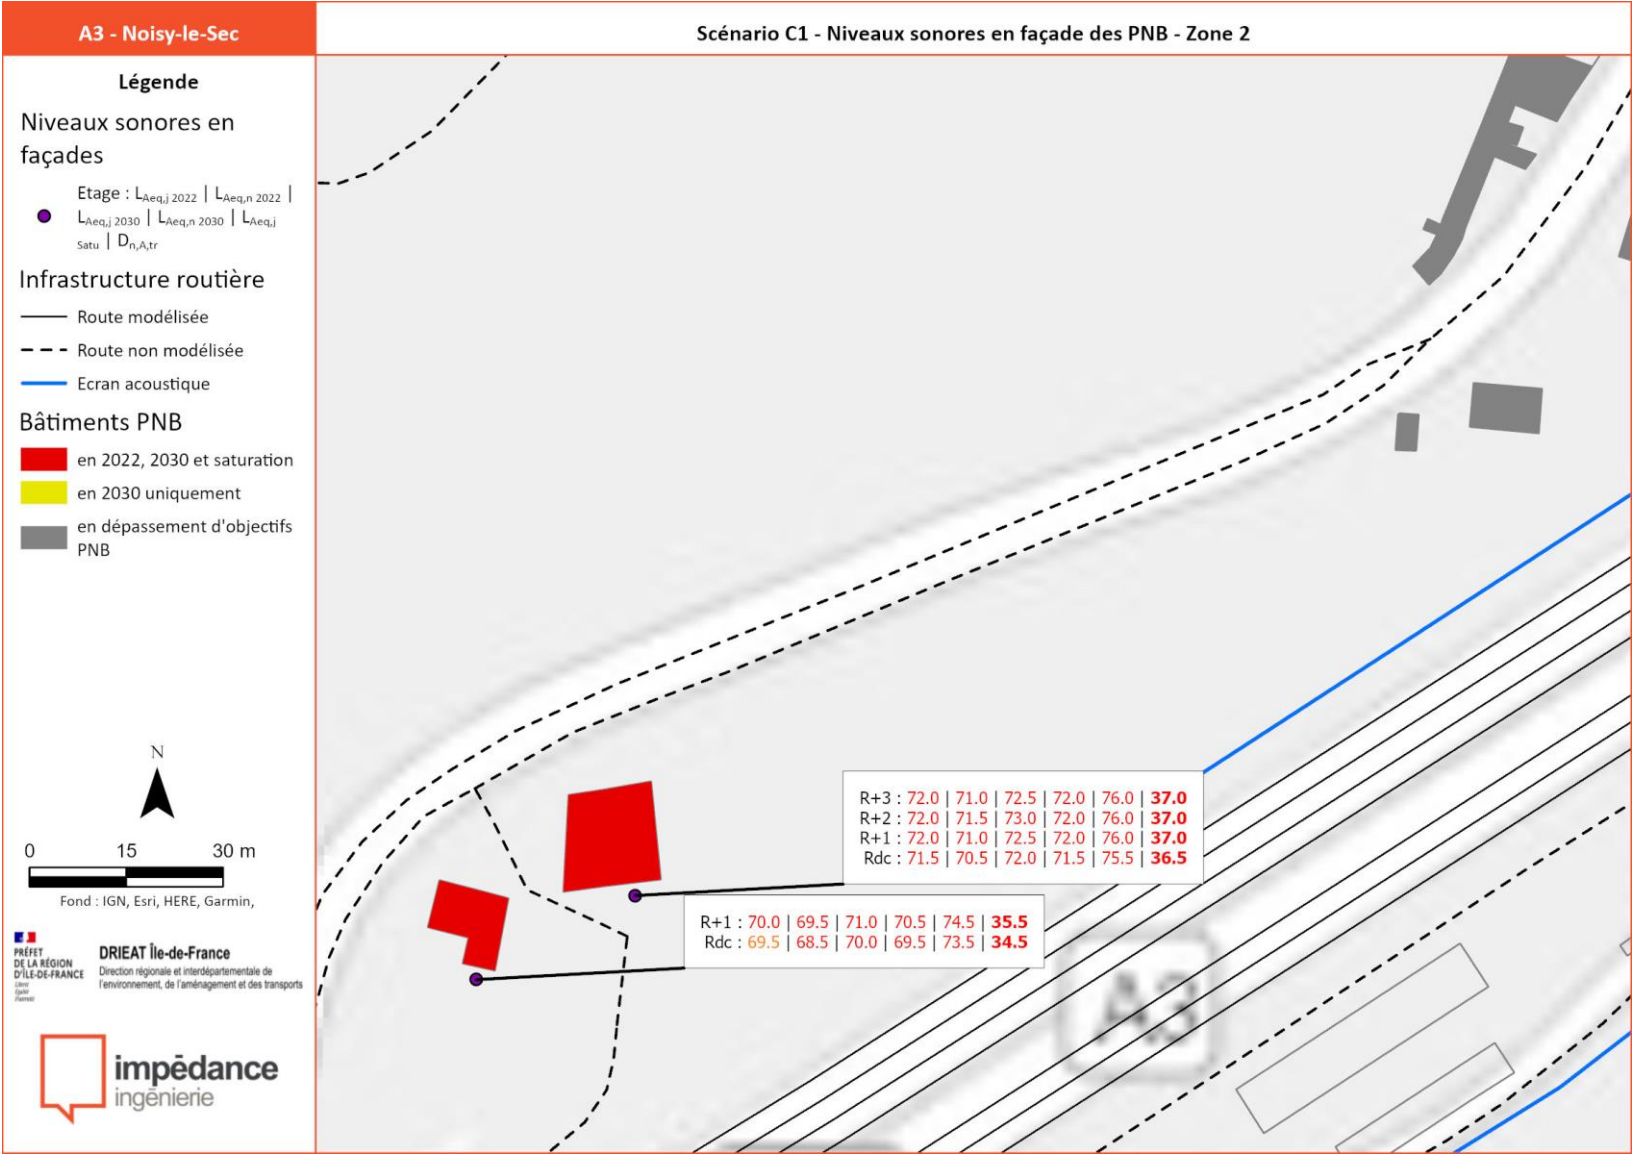 A3 - Noisy-le-Sec
Scénario C1 - Niveaux sonores en façade des PNB - Zone 2
Légende
Niveaux sonores en
façades
Etage : LAeq,j 2022 | LAeq,n 2022 |
LAeq,j 2030 | LAeq,n 2030 | LAeq,j
Satu | Dn,A,tr
Infrastructure routière
Route modélisée
Route non modélisée
Ecran acoustique
Bâtiments PNB
en 2022, 2030 et saturation
en 2030 uniquement
en dépassement d'objectifs
PNB
N
0 15 30 m
Fond : IGN, Esri, HERE, Garmin,
PRÉFET
DE LA RÉGION
D'ÎLE-DE-FRANCE
Liberté
Égalité
Fraternité
DRIEAT Île-de-France
Direction régionale et interdépartementale de
l'environnement, de l'aménagement et des transports
impédance
ingénierie
R+3 : 72.0 | 71.0 | 72.5 | 72.0 | 76.0 | 37.0
R+2 : 72.0 | 71.5 | 73.0 | 72.0 | 76.0 | 37.0
R+1 : 72.0 | 71.0 | 72.5 | 72.0 | 76.0 | 37.0
Rdc : 71.5 | 70.5 | 72.0 | 71.5 | 75.5 | 36.5
R+1 : 70.0 | 69.5 | 71.0 | 70.5 | 74.5 | 35.5
Rdc : 69.5 | 68.5 | 70.0 | 69.5 | 73.5 | 34.5
A3